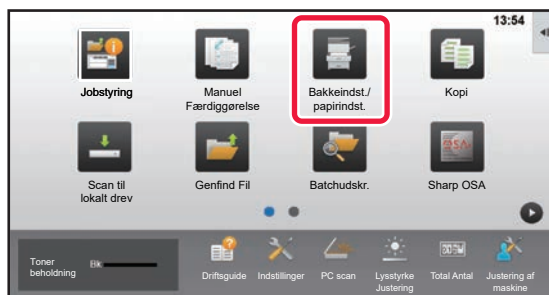 13:54
Jobstyring
Manuel
Færdiggørelse
Bakkeindst./
papirindst.
Kopi
Scan til
lokalt drev
Genfind Fil
Batchudskr.
Sharp OSA
OSA
Toner
beholdning
Bk
Driftsguide
Indstillinger
PC scan
Lysstyrke
Justering
Total Antal
Justering af
maskine